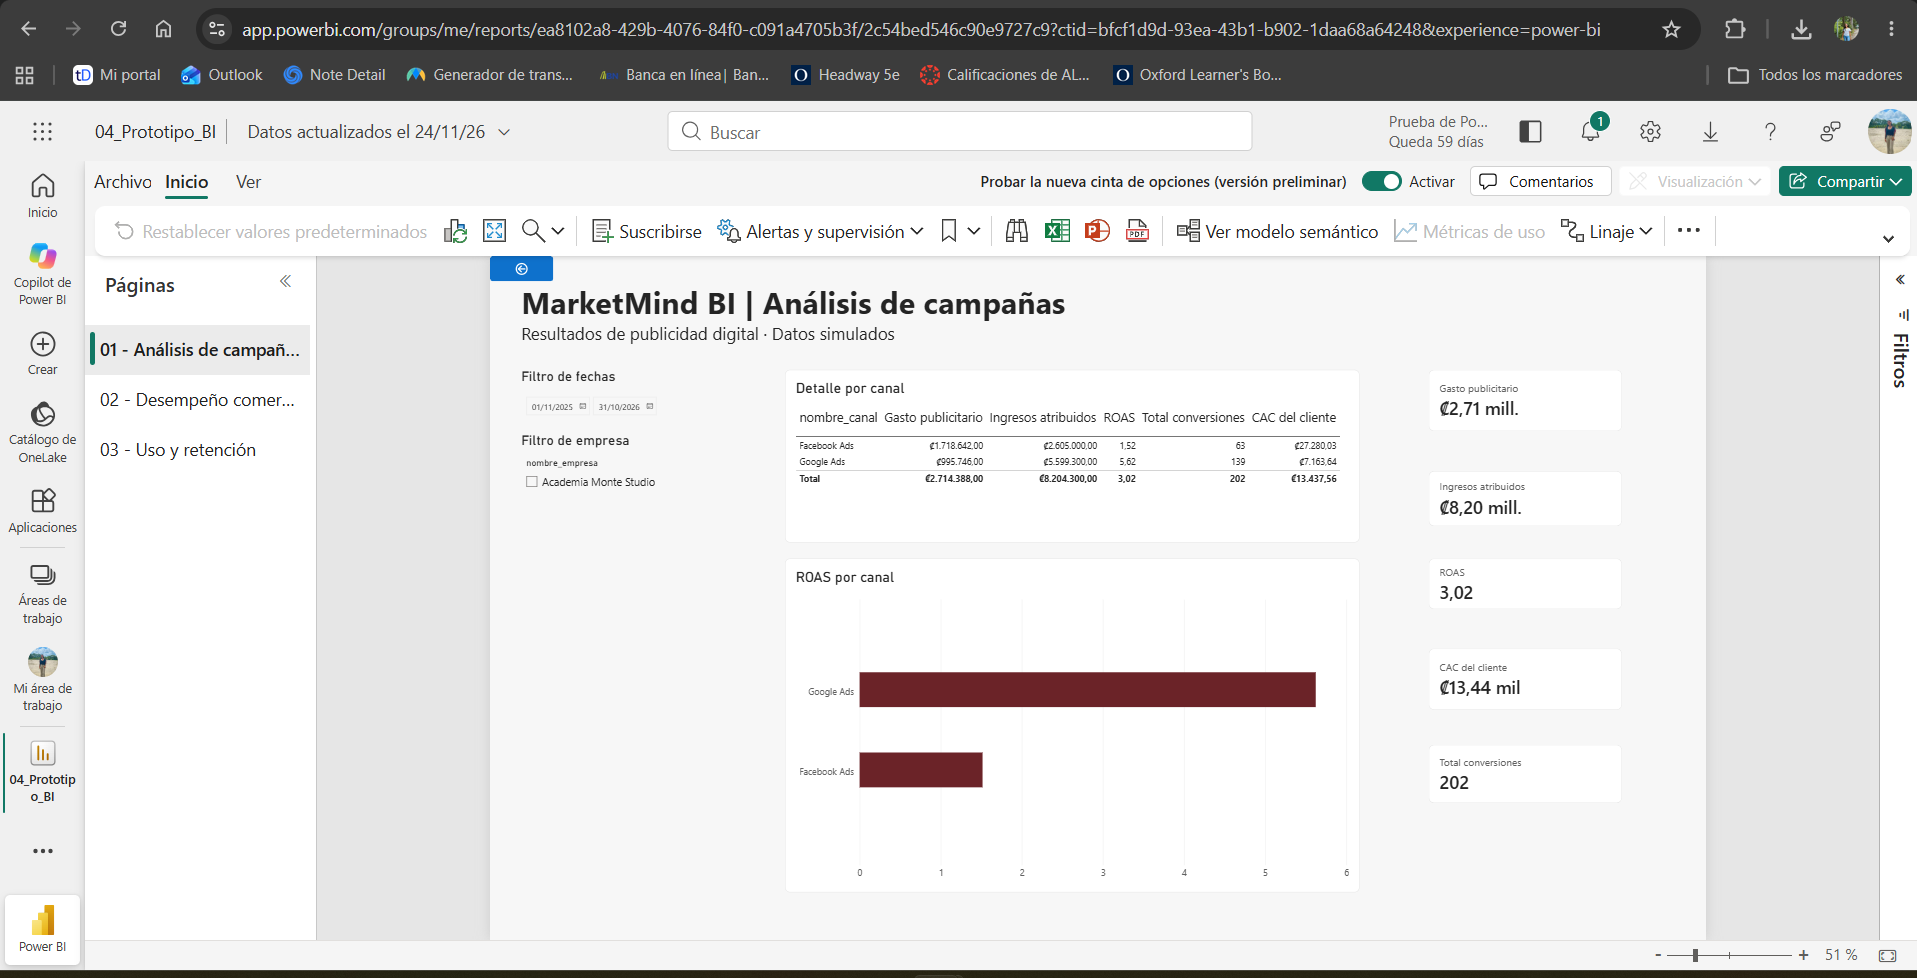 app.powerbi.com/groups/me/reports/ea8102a8-429b-4076-84f0-c091a4705b3f/2c54bed546c90e9727c9?ctid=bfcf1d9d-93ea-43b1-b902-1daa68a64248&experience=power-bi
tD Mi portal
Outlook
Note Detail
Generador de trans...
Banca en línea| Ban...
Headway 5e
Calificaciones de AL...
Oxford Learner's Bo...
Todos los marcadores
04_Prototipo_BI
Datos actualizados el 24/11/26
Buscar
Prueba de Po...
Queda 59 días
1
Archivo
Inicio
Ver
Probar la nueva cinta de opciones (versión preliminar)
Activar
Comentarios
Visualización
Compartir
Restablecer valores predeterminados
Suscribirse
Alertas y supervisión
PDF
Ver modelo semántico
Métricas de uso
Linaje
Inicio
Copilot de
Power BI
Crear
Catálogo de
OneLake
Aplicaciones
Áreas de
trabajo
Mi área de
trabajo
04_Prototip
o_BI
Power BI
Páginas
01 - Análisis de campañ...
02 - Desempeño comer...
03 - Uso y retención
MarketMind BI | Análisis de campañas
Resultados de publicidad digital · Datos simulados
Filtro de fechas
01/11/2025 31/10/2026
Filtro de empresa
nombre_empresa
Academia Monte Studio
Detalle por canal
nombre_canal Gasto publicitario Ingresos atribuidos ROAS Total conversiones CAC del cliente
Facebook Ads ₡1.718.642,00 ₡2.605.000,00 1,52 63 ₡27.280,03
Google Ads ₡995.746,00 ₡5.599.300,00 5,62 139 ₡7.163,64
Total ₡2.714.388,00 ₡8.204.300,00 3,02 202 ₡13.437,56
ROAS por canal
Google Ads
Facebook Ads
0 1 2 3 4 5 6
Gasto publicitario
₡2,71 mill.
Ingresos atribuidos
₡8,20 mill.
ROAS
3,02
CAC del cliente
₡13,44 mil
Total conversiones
202
Filtros
- + 51 %